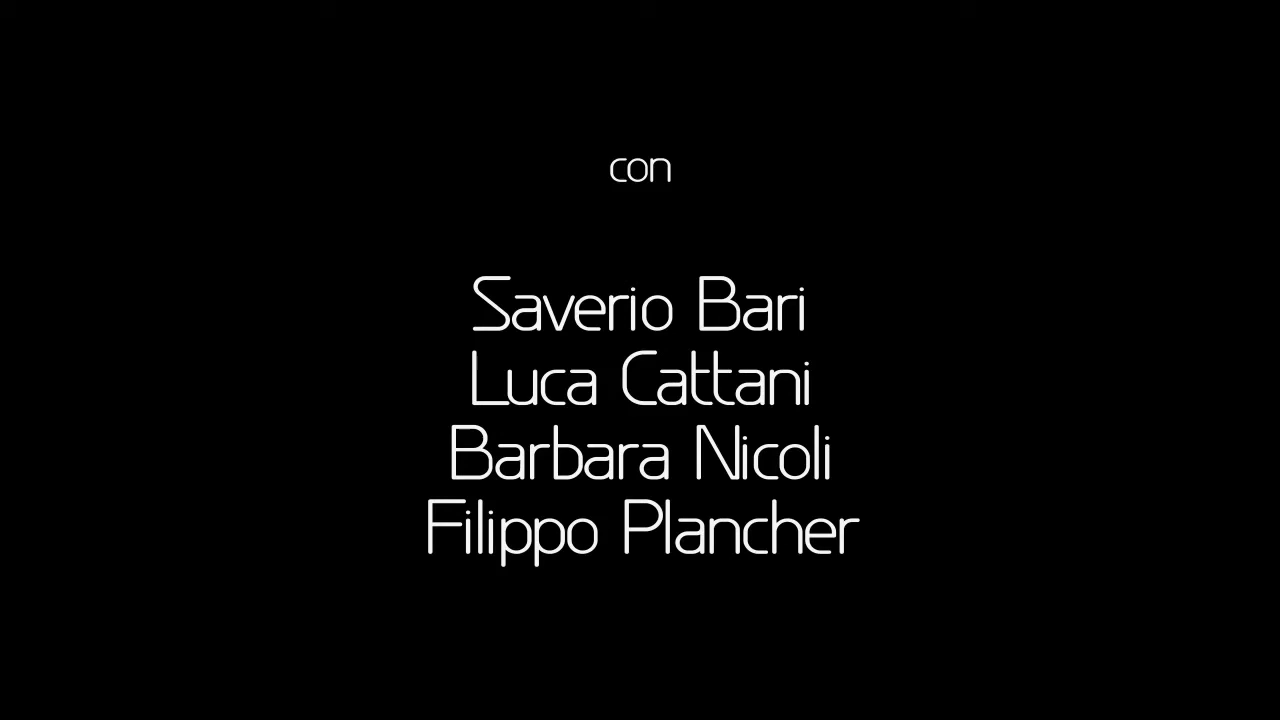 con
Saverio Bari
Luca Cattani
Barbara Nicoli
Filippo Plancher